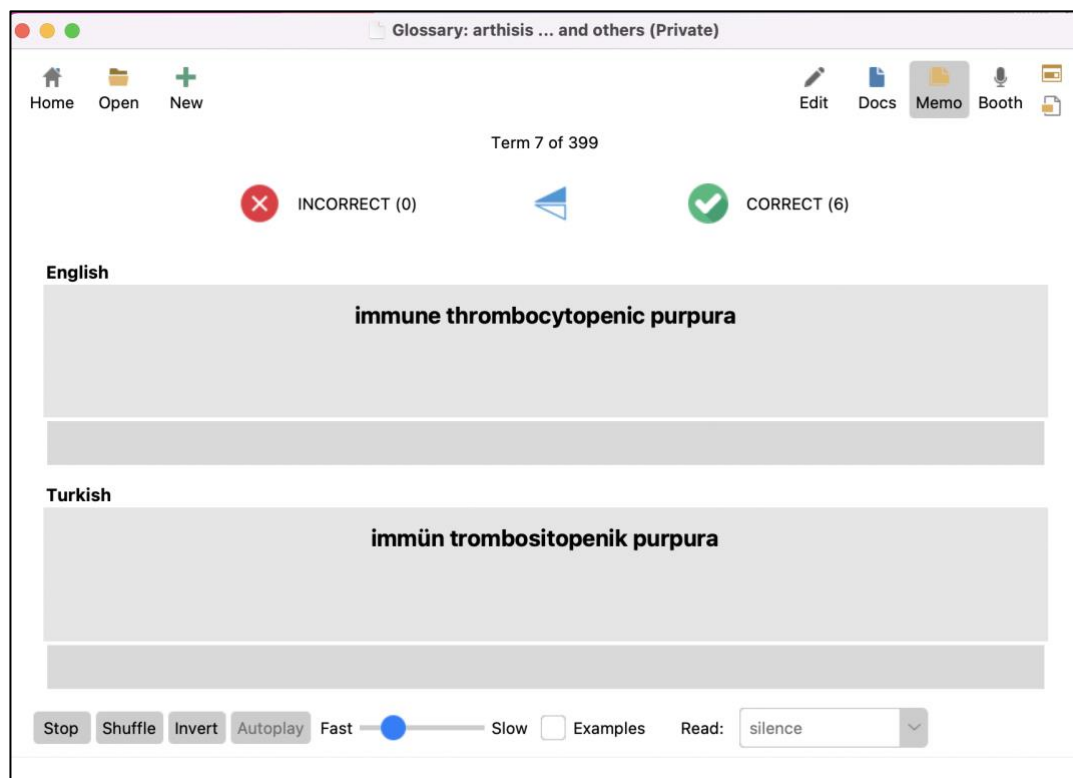 Glossary: arthisis ... and others (Private)
Home Open New Edit Docs Memo Booth
Term 7 of 399
INCORRECT (0) CORRECT (6)
English
immune thrombocytopenic purpura
Turkish
immün trombositopenik purpura
Stop Shuffle Invert Autoplay Fast Slow Examples Read: silence